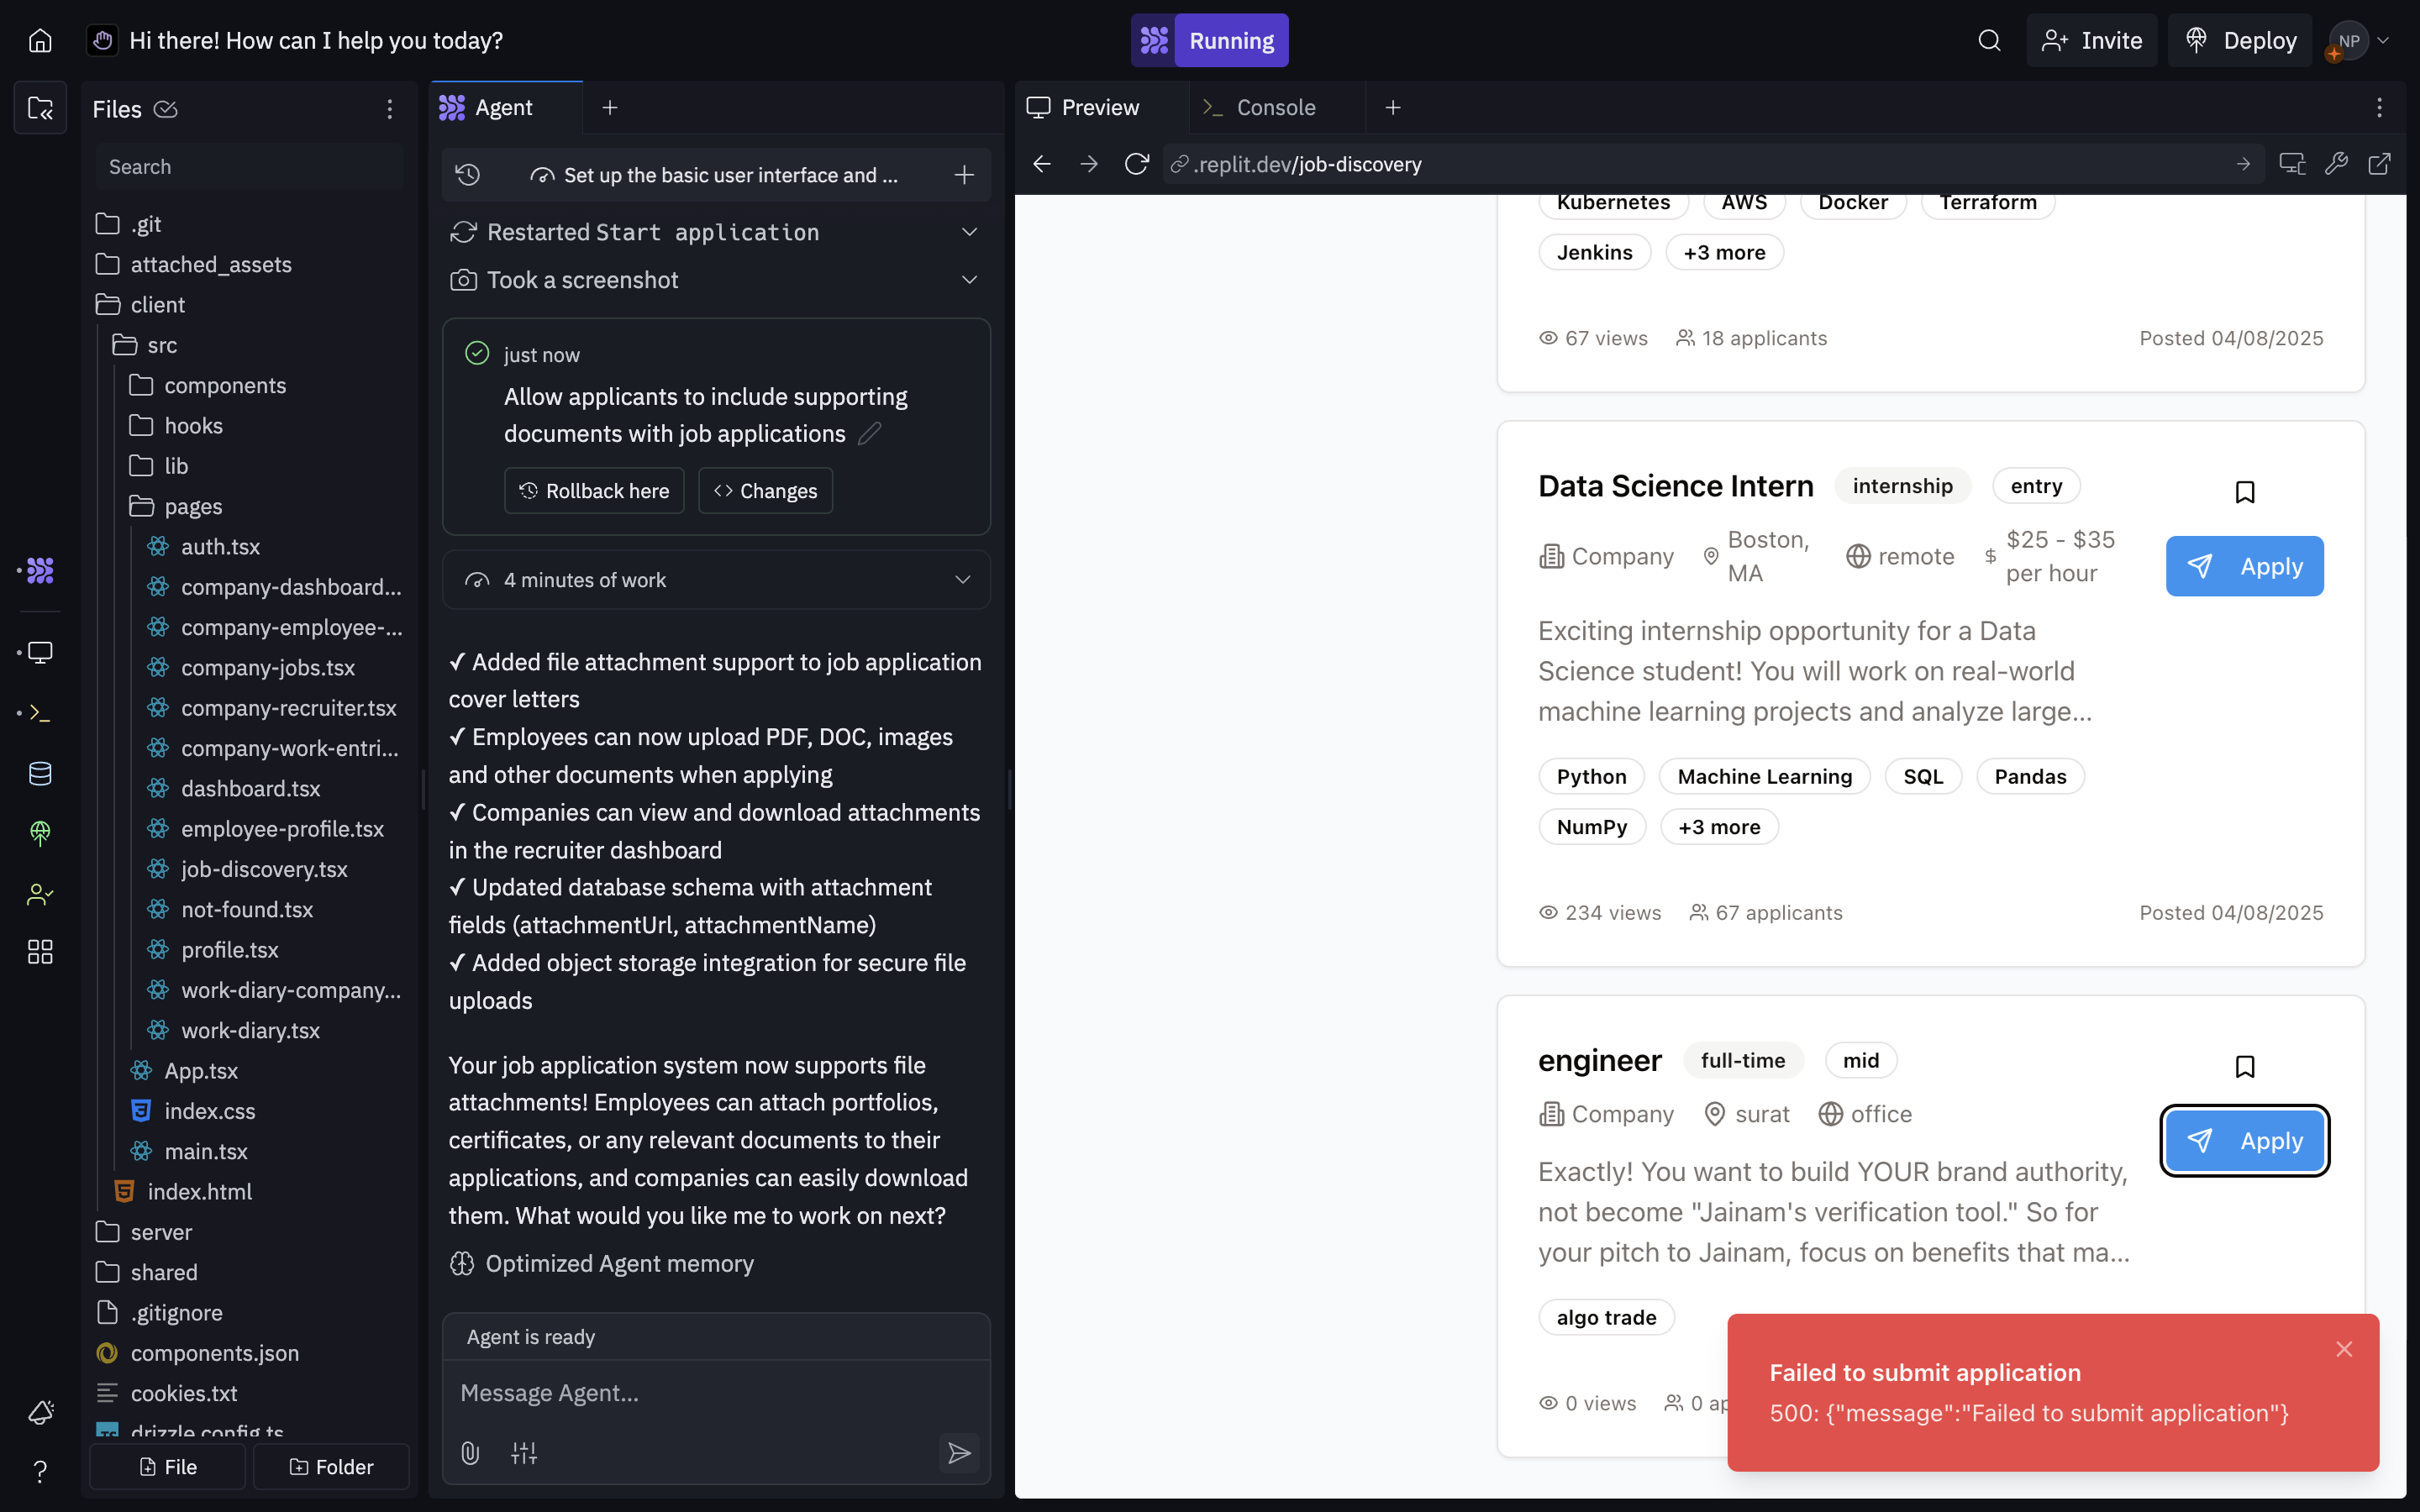 Hi there! How can I help you today?
Running
Invite
Deploy
NP
Files
Search
.git
attached_assets
client
src
components
hooks
lib
pages
auth.tsx
company-dashboard...
company-employee-...
company-jobs.tsx
company-recruiter.tsx
company-work-entri...
dashboard.tsx
employee-profile.tsx
job-discovery.tsx
not-found.tsx
profile.tsx
work-diary-company...
work-diary.tsx
App.tsx
index.css
main.tsx
index.html
server
shared
.gitignore
components.json
cookies.txt
drizzle.config.ts
File
Folder
Agent
Set up the basic user interface and ...
Restarted Start application
Took a screenshot
just now
Allow applicants to include supporting
documents with job applications
Rollback here
Changes
4 minutes of work
✓ Added file attachment support to job application
cover letters
✓ Employees can now upload PDF, DOC, images
and other documents when applying
✓ Companies can view and download attachments
in the recruiter dashboard
✓ Updated database schema with attachment
fields (attachmentUrl, attachmentName)
✓ Added object storage integration for secure file
uploads
Your job application system now supports file
attachments! Employees can attach portfolios,
certificates, or any relevant documents to their
applications, and companies can easily download
them. What would you like me to work on next?
Optimized Agent memory
Agent is ready
Message Agent...
Preview
Console
.replit.dev/job-discovery
Kubernetes AWS Docker Terraform
Jenkins +3 more
67 views 18 applicants Posted 04/08/2025
Data Science Intern internship entry
Company Boston, MA remote $ $25 - $35 per hour
Apply
Exciting internship opportunity for a Data
Science student! You will work on real-world
machine learning projects and analyze large...
Python Machine Learning SQL Pandas
NumPy +3 more
234 views 67 applicants Posted 04/08/2025
engineer full-time mid
Company surat office
Apply
Exactly! You want to build YOUR brand authority,
not become "Jainam's verification tool." So for
your pitch to Jainam, focus on benefits that ma...
algo trade
0 views 0 ap
Failed to submit application
500: {"message":"Failed to submit application"}